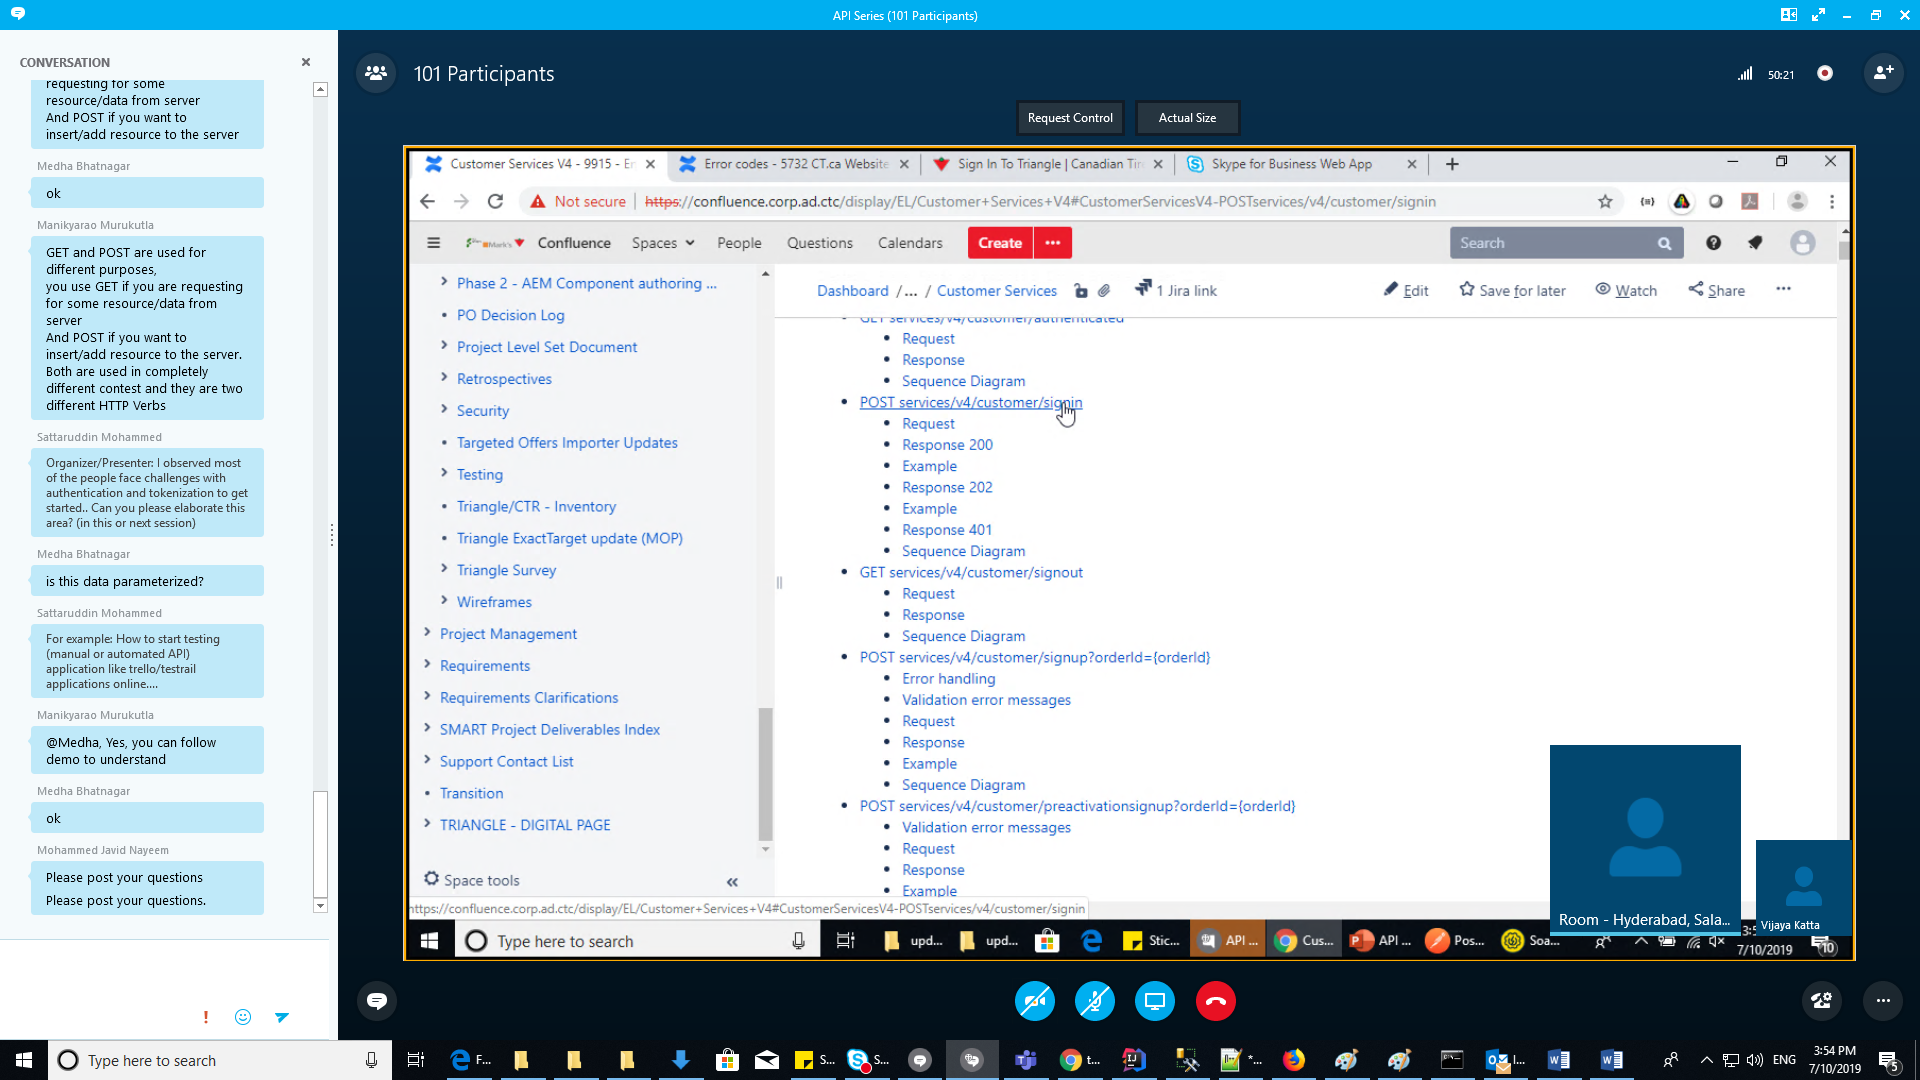 API Series (101 Participants)
CONVERSATION
requesting for some
resource/data from server
And POST if you want to
insert/add resource to the server
Medha Bhatnagar
ok
Manikyarao Murukutla
GET and POST are used for
different purposes,
you use GET if you are requesting
for some resource/data from
server
And POST if you want to
insert/add resource to the server.
Both are used in completely
different contest and they are two
different HTTP Verbs
Sattaruddin Mohammed
Organizer/Presenter: I observed most
of the people face challenges with
authentication and tokenization to get
started.. Can you please elaborate this
area? (in this or next session)
Medha Bhatnagar
is this data parameterized?
Sattaruddin Mohammed
For example: How to start testing
(manual or automated API)
application like trello/testrail
applications online....
Manikyarao Murukutla
@Medha, Yes, you can follow
demo to understand
Medha Bhatnagar
ok
Mohammed Javid Nayeem
Please post your questions
Please post your questions.
101 Participants
50:21
Request Control
Actual Size
Customer Services V4 - 9915 - En
Error codes - 5732 CT.ca Website
Sign In To Triangle | Canadian Tir
Skype for Business Web App
Not secure
https://confluence.corp.ad.ctc/display/EL/Customer+Services+V4#CustomerServicesV4-POSTservices/v4/customer/signin
Confluence
Spaces
People
Questions
Calendars
Create
Search
Phase 2 - AEM Component authoring ...
PO Decision Log
Project Level Set Document
Retrospectives
Security
Targeted Offers Importer Updates
Testing
Triangle/CTR - Inventory
Triangle ExactTarget update (MOP)
Triangle Survey
Wireframes
Project Management
Requirements
Requirements Clarifications
SMART Project Deliverables Index
Support Contact List
Transition
TRIANGLE - DIGITAL PAGE
Space tools
Dashboard / ... / Customer Services
1 Jira link
Edit
Save for later
Watch
Share
GET services/v4/customer/authenticated
Request
Response
Sequence Diagram
POST services/v4/customer/signin
Request
Response 200
Example
Response 202
Example
Response 401
Sequence Diagram
GET services/v4/customer/signout
Request
Response
Sequence Diagram
POST services/v4/customer/signup?orderId={orderId}
Error handling
Validation error messages
Request
Response
Example
Sequence Diagram
POST services/v4/customer/preactivationsignup?orderId={orderId}
Validation error messages
Request
Response
Example
https://confluence.corp.ad.ctc/display/EL/Customer+Services+V4#CustomerServicesV4-POSTservices/v4/customer/signin
Room - Hyderabad, Sala...
Vijaya Katta
Type here to search
upd...
upd...
Stic...
API ...
Cus...
API ...
Pos...
Soa...
7/10/2019
10
Type here to search
F...
S...
S...
t...
*...
I...
ENG
3:54 PM
7/10/2019
5